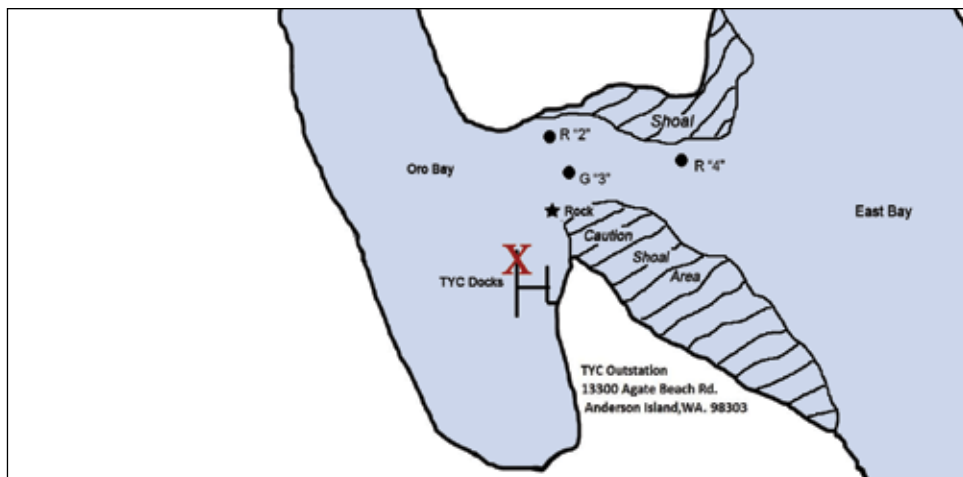 Shoal
R "2"
R "4"
Oro Bay
G "3"
Rock
East Bay
Caution
Shoal
Area
X
TYC Docks
TYC Outstation
13300 Agate Beach Rd.
Anderson Island,WA. 98303